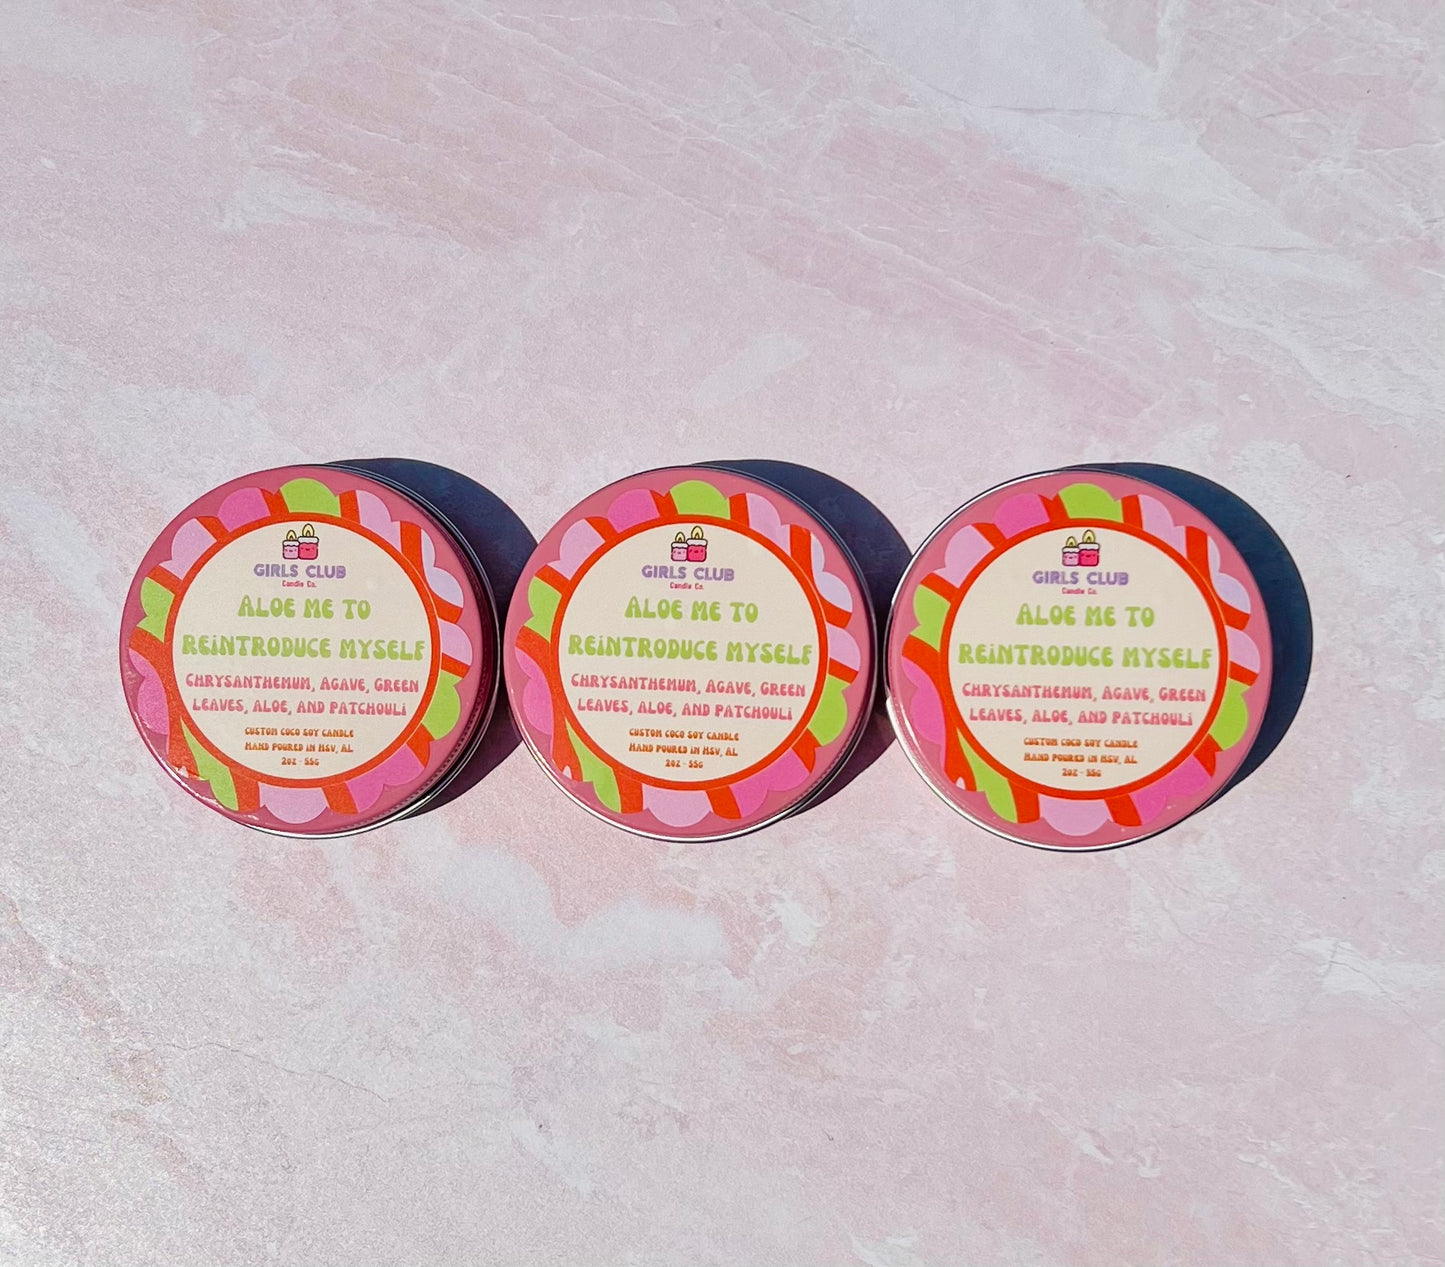 GIRLS CLUB
Candle Co.
ALOE ME TO
REINTRODUCE MYSELF
CHRYSANTHEMUM, AGAVE, GREEN
LEAVES, ALOE, AND PATCHOULI
CUSTOM COCO SOY CANDLE
HAND POURED IN HSV, AL
2OZ - 55G
GIRLS CLUB
Candle Co.
ALOE ME TO
REINTRODUCE MYSELF
CHRYSANTHEMUM, AGAVE, GREEN
LEAVES, ALOE, AND PATCHOULI
CUSTOM COCO SOY CANDLE
HAND POURED IN HSV, AL
2OZ - 55G
GIRLS CLUB
Candle Co.
ALOE ME TO
REINTRODUCE MYSELF
CHRYSANTHEMUM, AGAVE, GREEN
LEAVES, ALOE, AND PATCHOULI
CUSTOM COCO SOY CANDLE
HAND POURED IN HSV, AL
2OZ - 55G